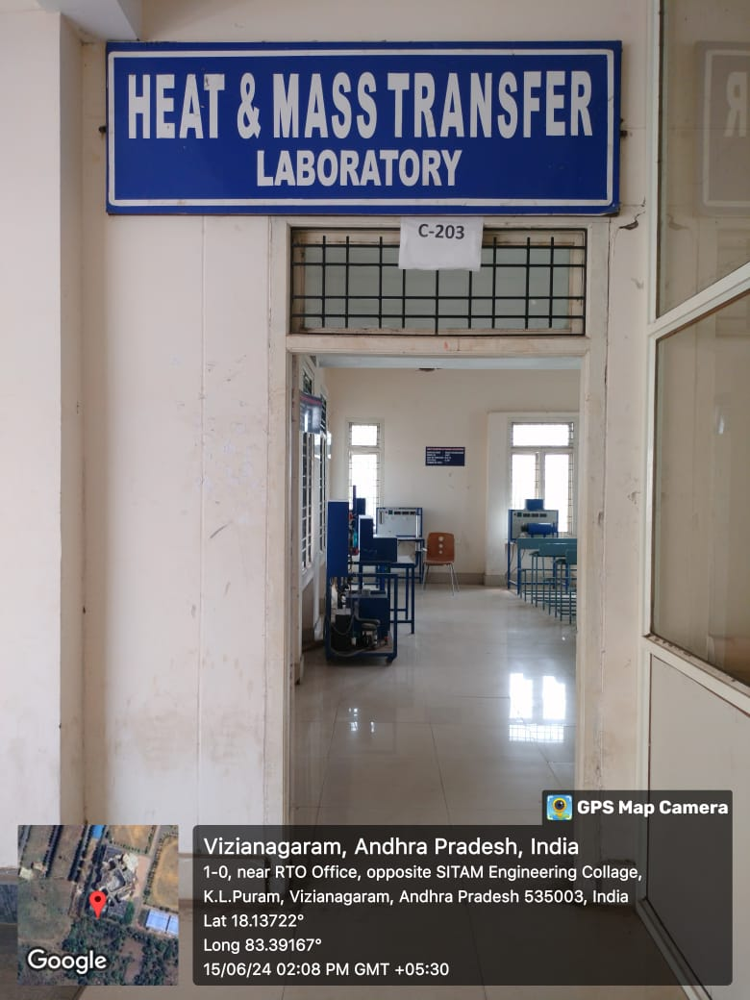 HEAT & MASS TRANSFER
LABORATORY
C-203
GPS Map Camera
Vizianagaram, Andhra Pradesh, India
1-0, near RTO Office, opposite SITAM Engineering Collage,
K.L.Puram, Vizianagaram, Andhra Pradesh 535003, India
Lat 18.13722°
Long 83.39167°
15/06/24 02:08 PM GMT +05:30
Google